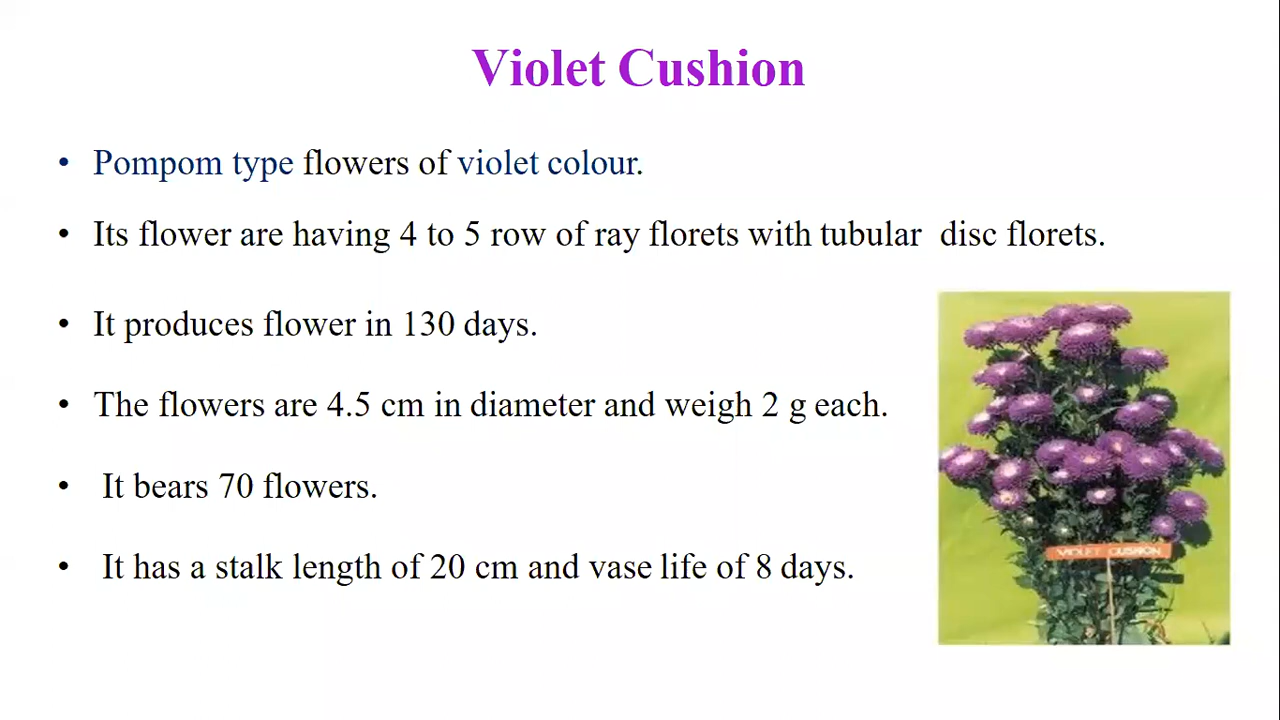 Violet Cushion
• Pompom type flowers of violet colour.
• Its flower are having 4 to 5 row of ray florets with tubular disc florets.
• It produces flower in 130 days.
• The flowers are 4.5 cm in diameter and weigh 2 g each.
• It bears 70 flowers.
• It has a stalk length of 20 cm and vase life of 8 days.
VIOLET CUSHION